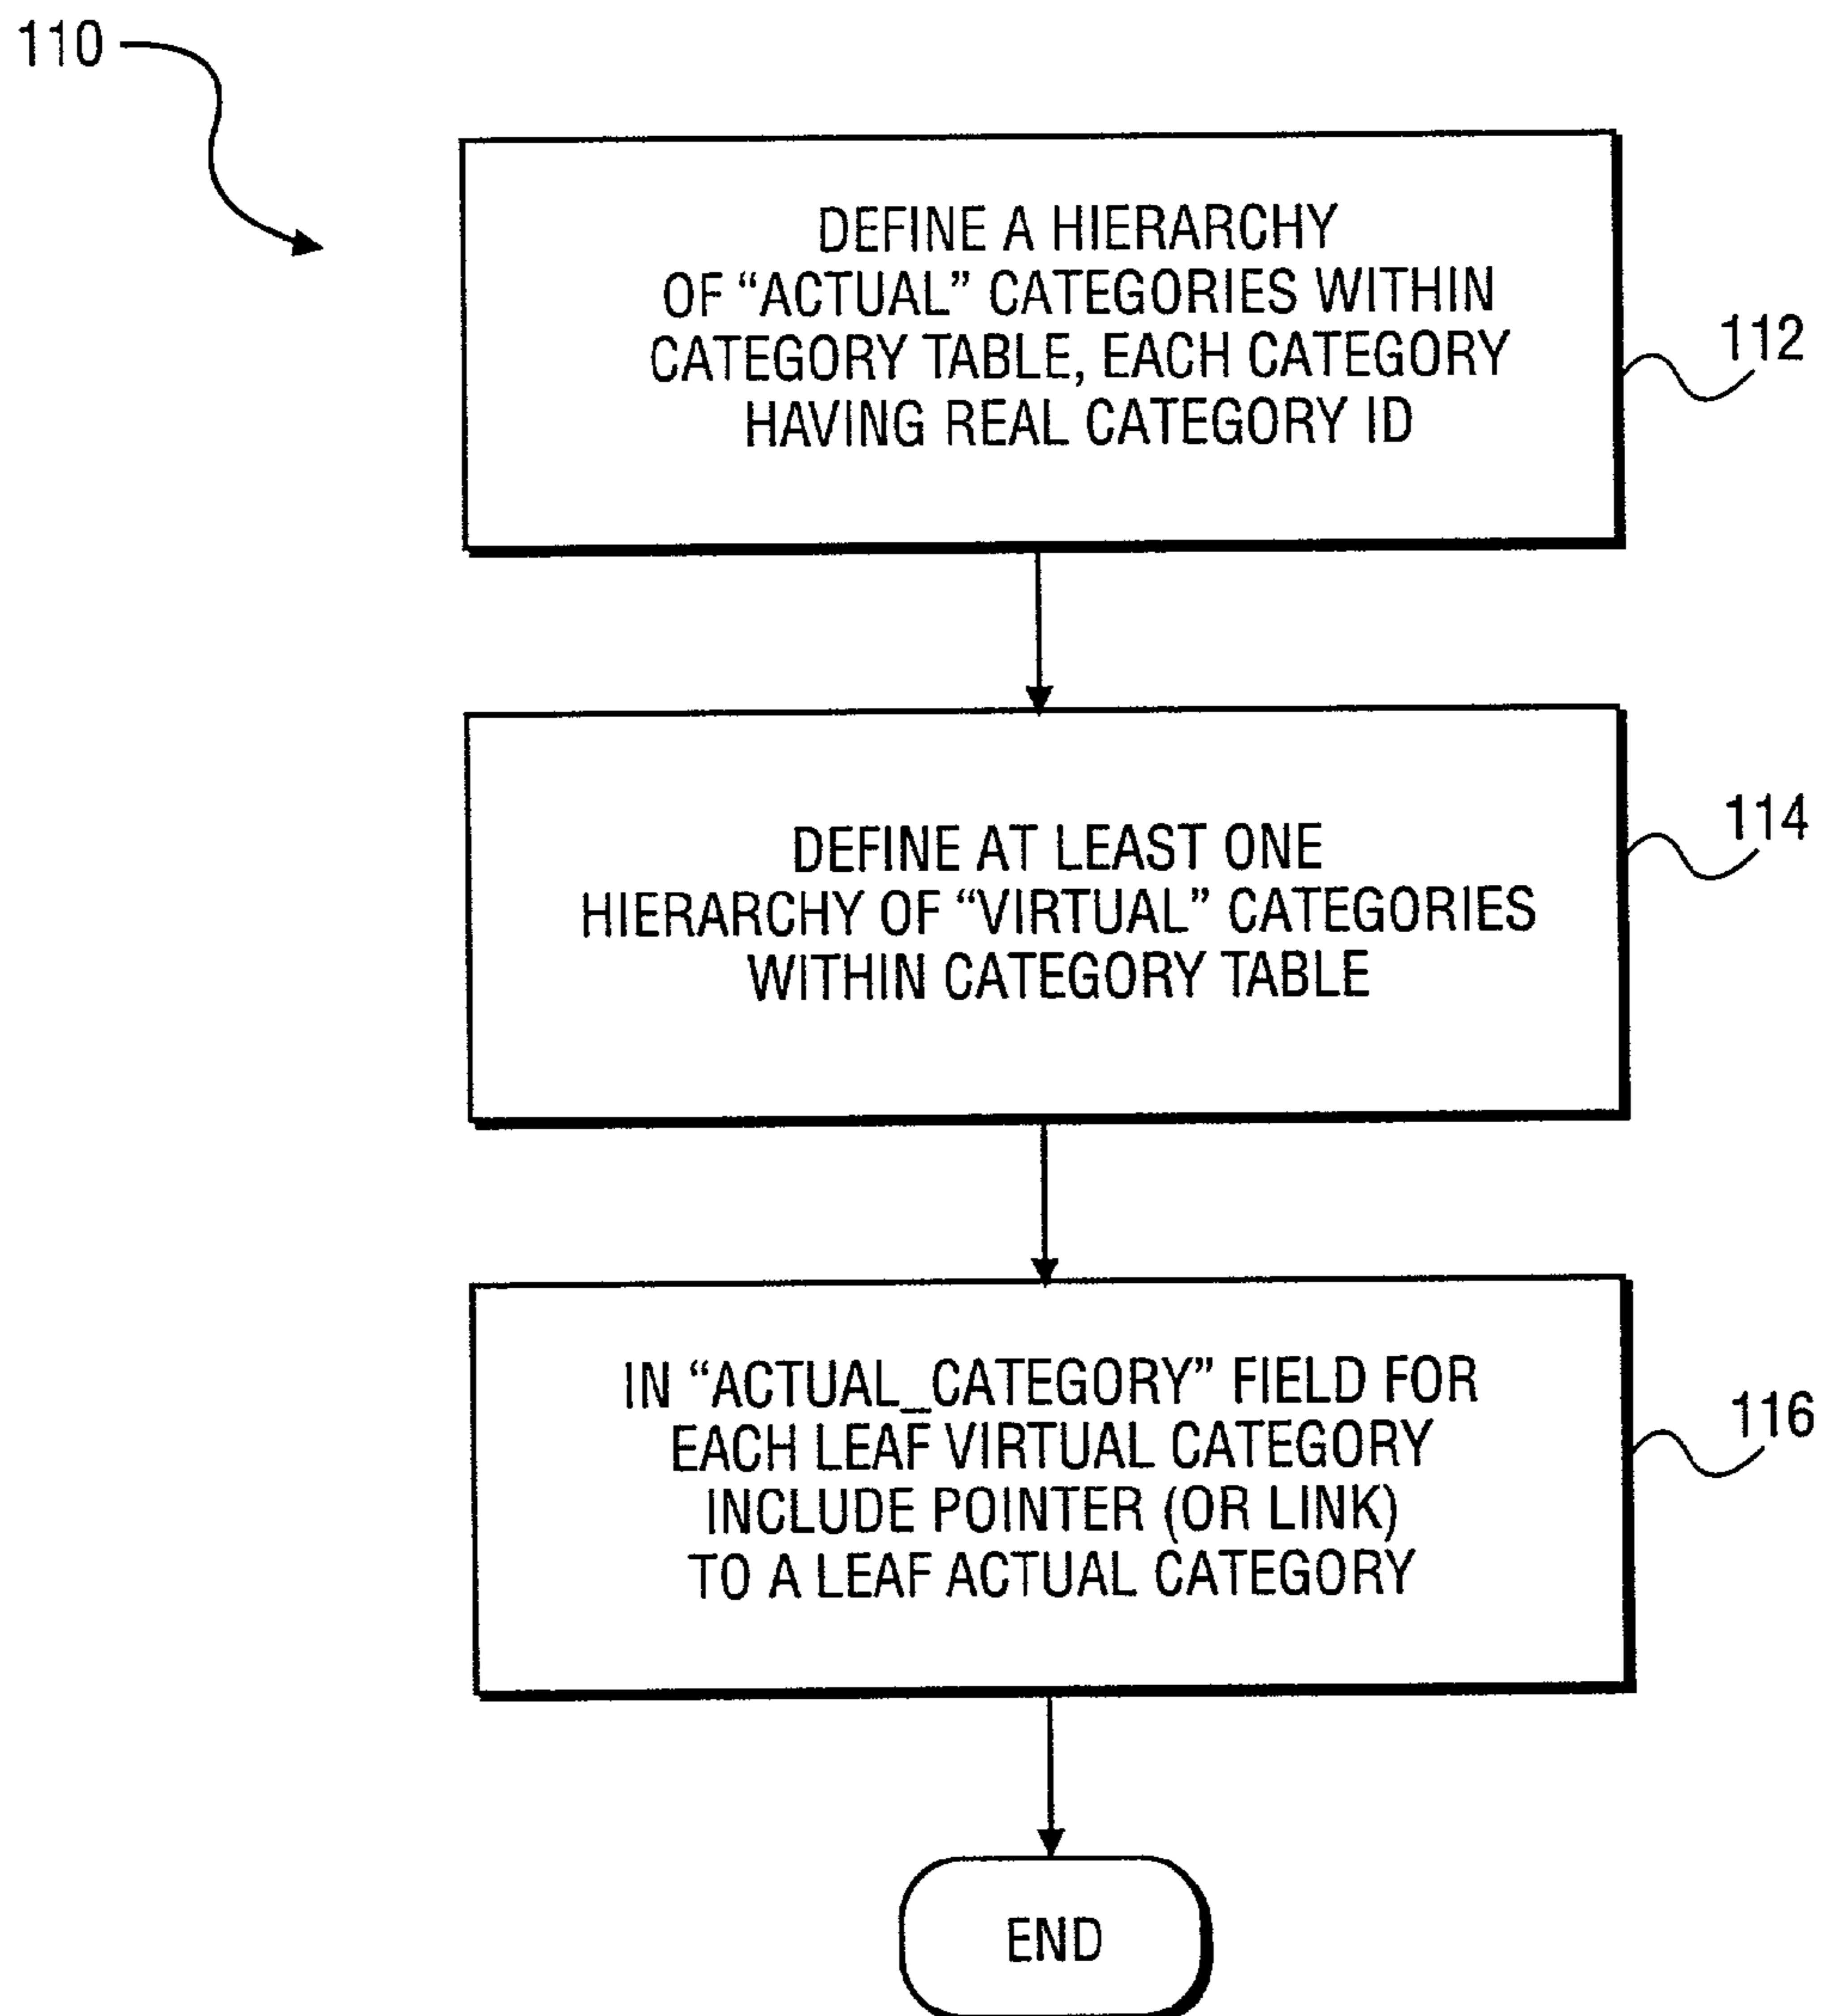 110
DEFINE A HIERARCHY
OF “ACTUAL” CATEGORIES WITHIN
CATEGORY TABLE, EACH CATEGORY
HAVING REAL CATEGORY ID
112
DEFINE AT LEAST ONE
HIERARCHY OF “VIRTUAL” CATEGORIES
WITHIN CATEGORY TABLE
114
IN “ACTUAL_CATEGORY” FIELD FOR
EACH LEAF VIRTUAL CATEGORY
INCLUDE POINTER (OR LINK)
TO A LEAF ACTUAL CATEGORY
116
END